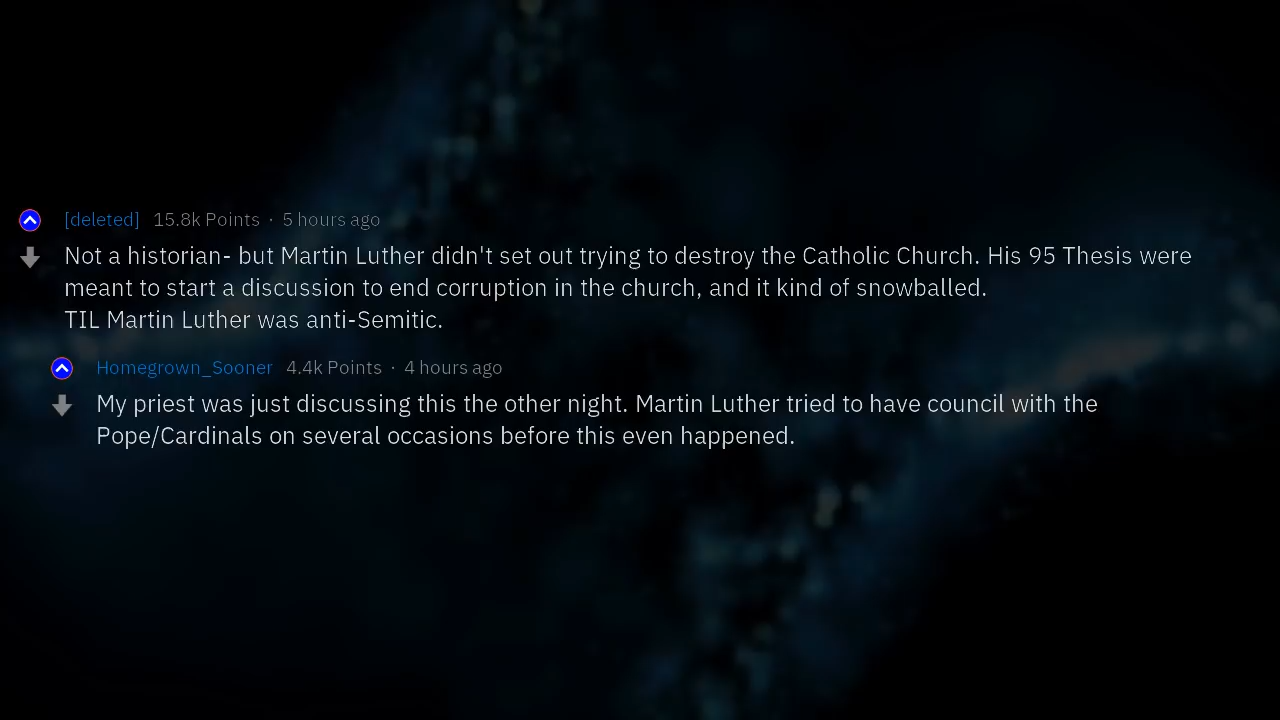 [deleted] 15.8k Points · 5 hours ago
Not a historian- but Martin Luther didn't set out trying to destroy the Catholic Church. His 95 Thesis were
meant to start a discussion to end corruption in the church, and it kind of snowballed.
TIL Martin Luther was anti-Semitic.
Homegrown_Sooner 4.4k Points · 4 hours ago
My priest was just discussing this the other night. Martin Luther tried to have council with the
Pope/Cardinals on several occasions before this even happened.